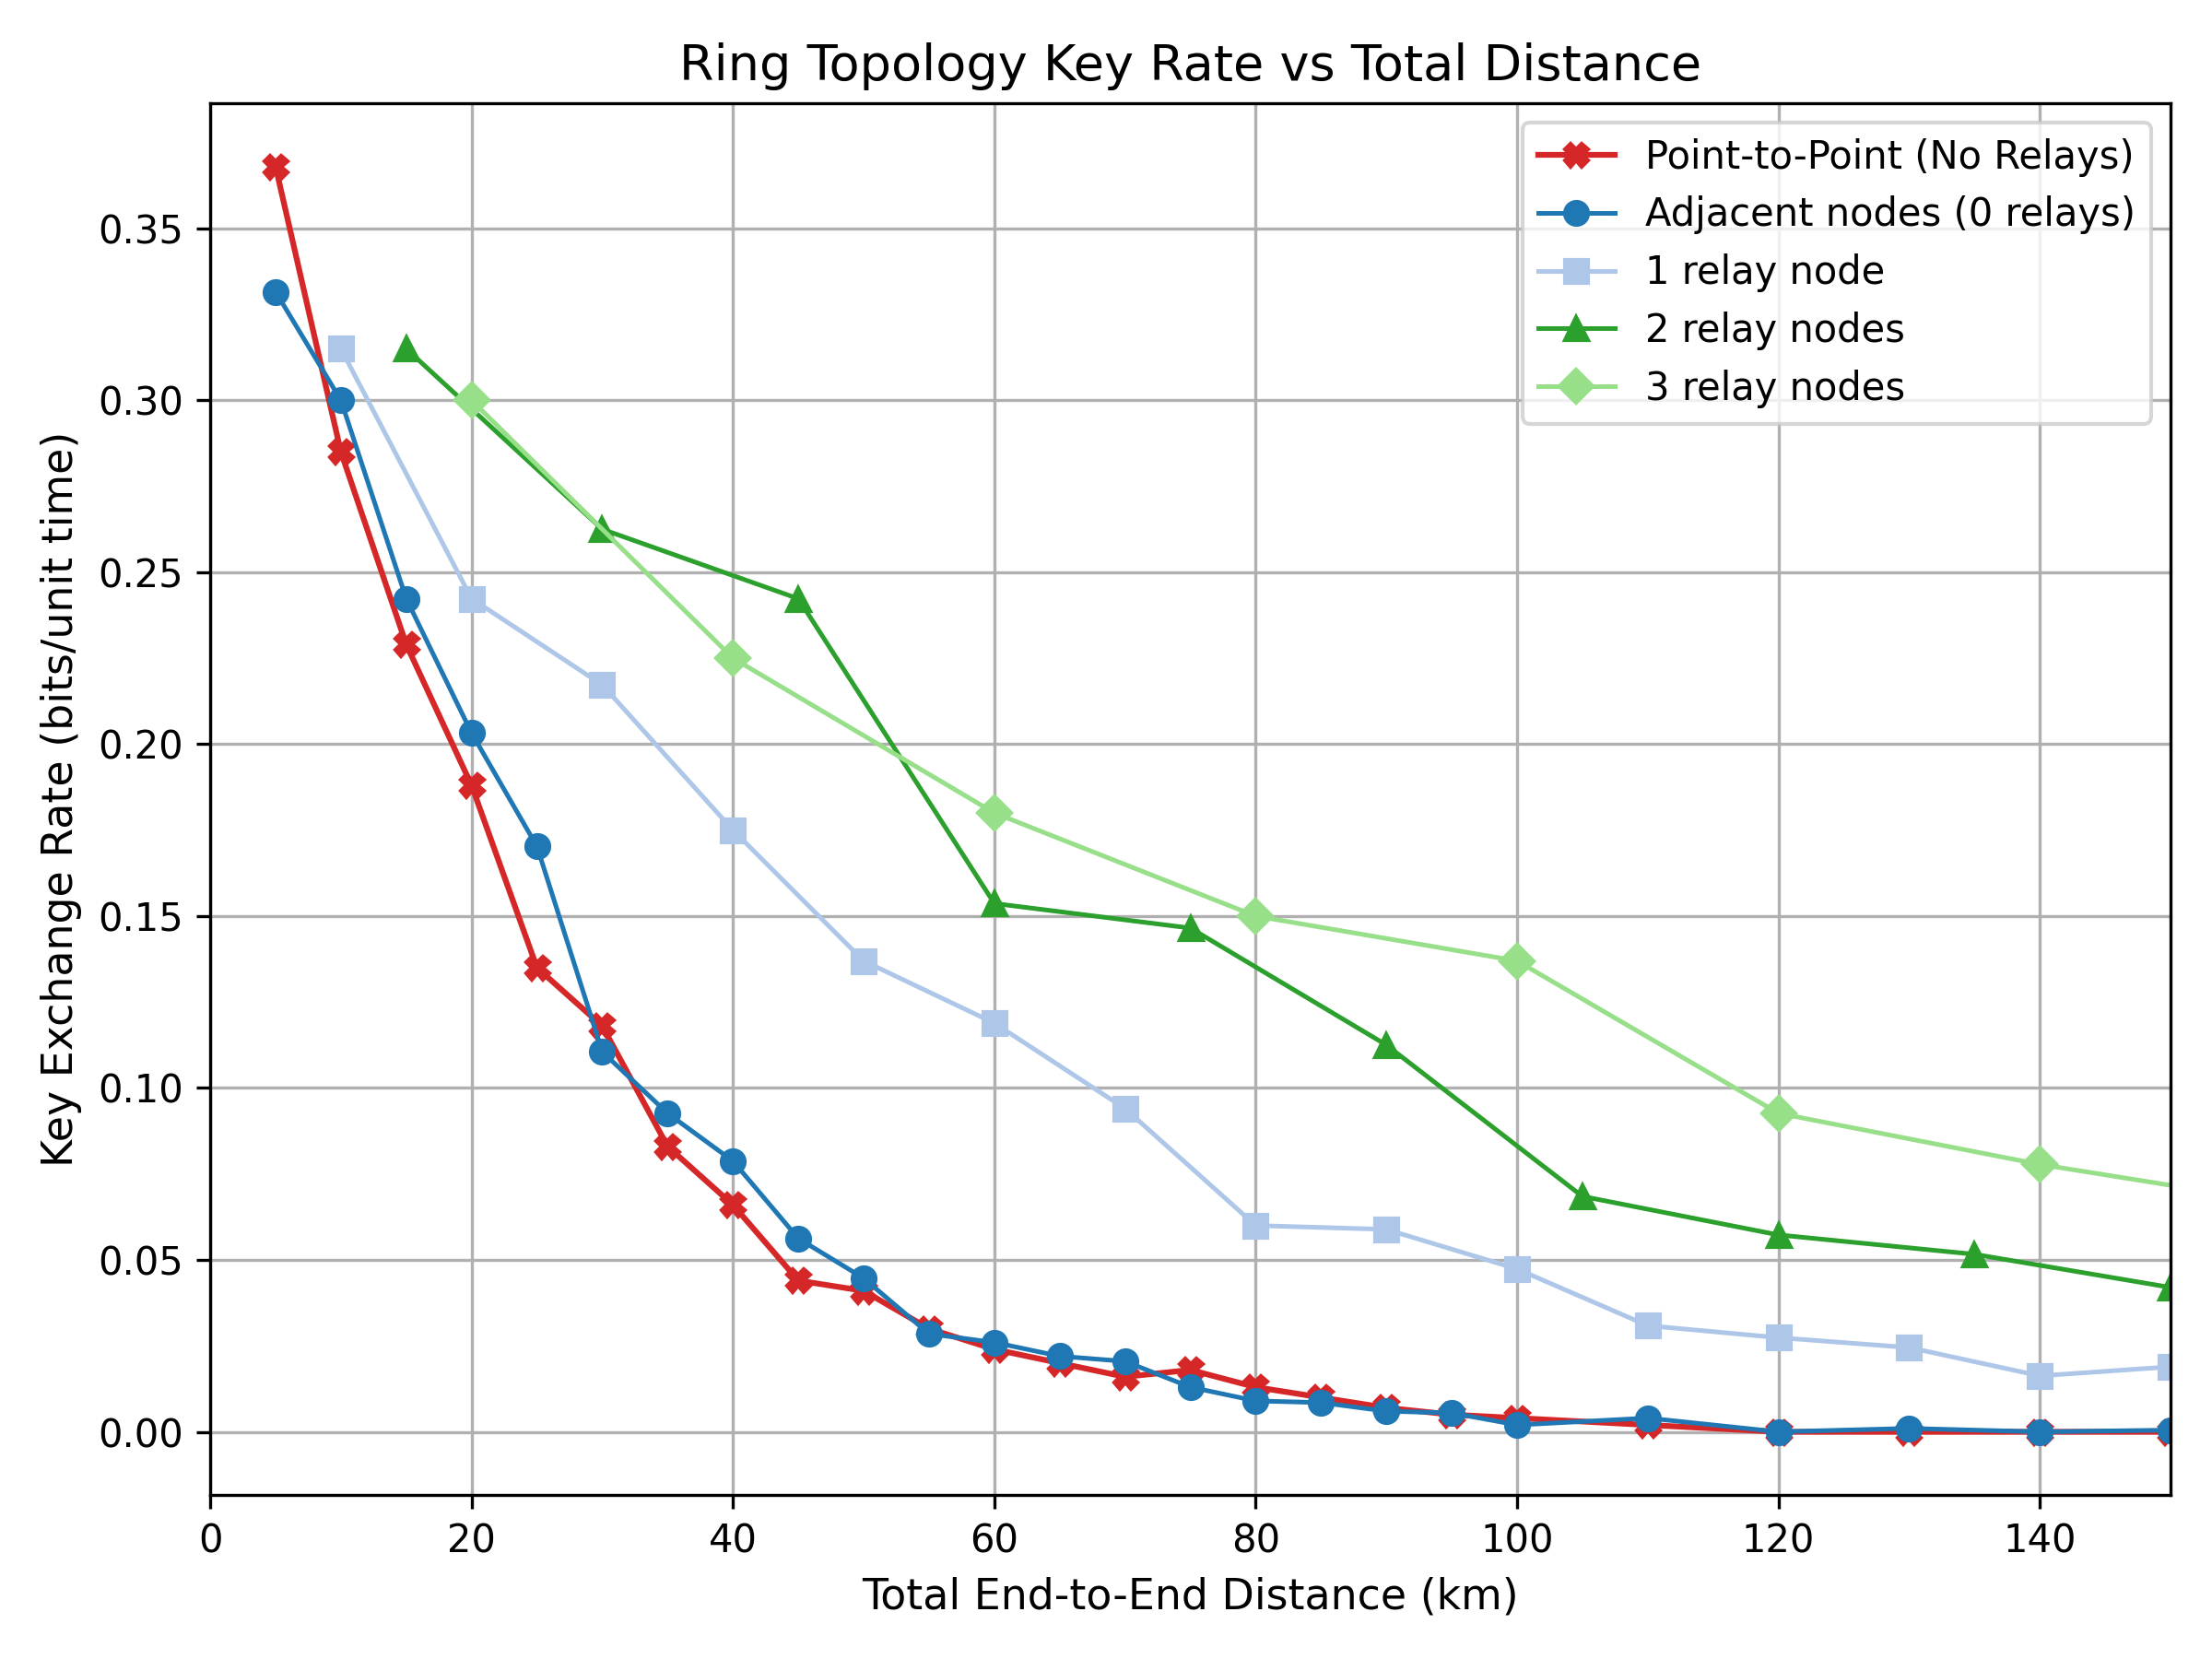 Ring Topology Key Rate vs Total Distance
Key Exchange Rate (bits/unit time)
0.35
0.30
0.25
0.20
0.15
0.10
0.05
0.00
Point-to-Point (No Relays)
Adjacent nodes (0 relays)
1 relay node
2 relay nodes
3 relay nodes
0 20 40 60 80 100 120 140
Total End-to-End Distance (km)